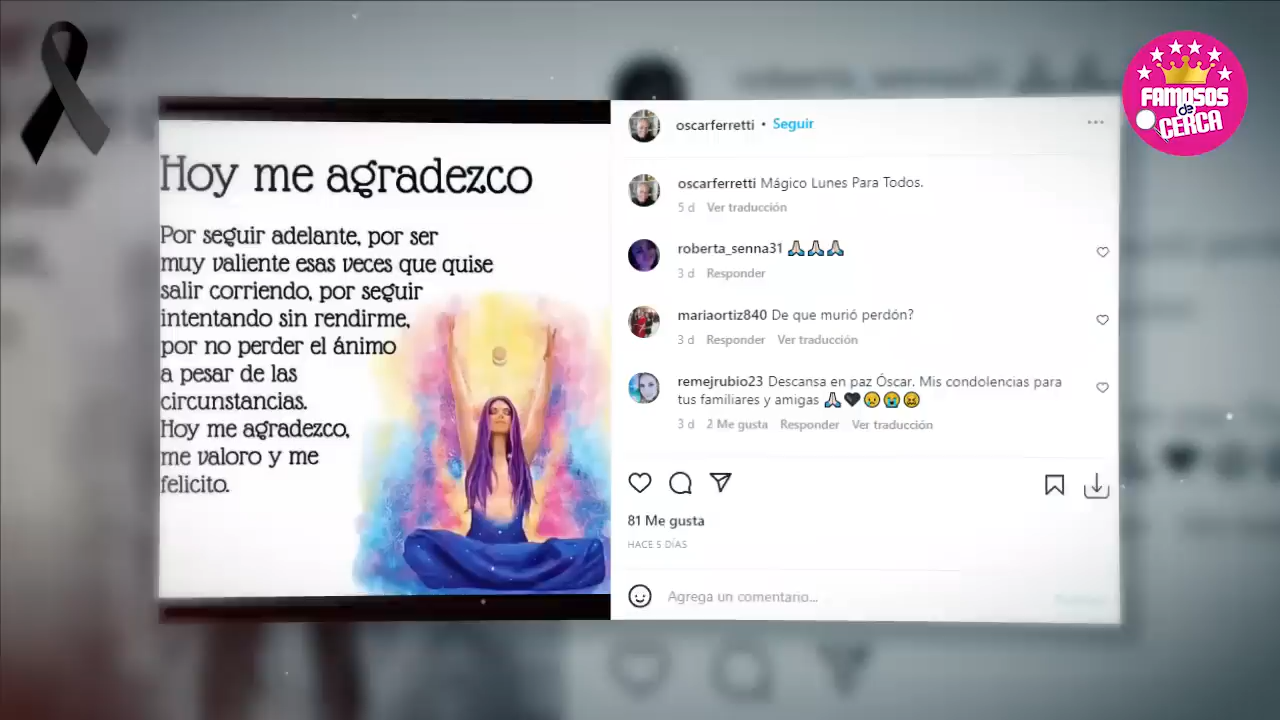 FAMOSOS
de
CERCA
Hoy me agradezco
Por seguir adelante, por ser
muy valiente esas veces que quise
salir corriendo, por seguir
intentando sin rendirme,
por no perder el ánimo
a pesar de las
circunstancias.
Hoy me agradezco,
me valoro y me
felicito.
oscarferretti • Seguir
oscarferretti Mágico Lunes Para Todos.
5 d Ver traducción
roberta_senna31 🙏🙏🙏
3 d Responder
mariaortiz840 De que murió perdón?
3 d Responder Ver traducción
remejrubio23 Descansa en paz Óscar. Mis condolencias para
tus familiares y amigas 🙏🖤😥😭😖
3 d 2 Me gusta Responder Ver traducción
81 Me gusta
HACE 5 DÍAS
Agrega un comentario...